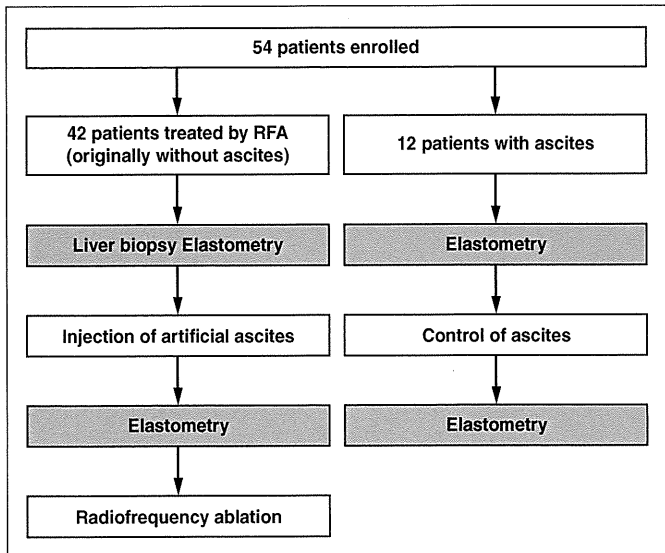 54 patients enrolled
42 patients treated by RFA
(originally without ascites)
12 patients with ascites
Liver biopsy Elastometry
Elastometry
Injection of artificial ascites
Control of ascites
Elastometry
Elastometry
Radiofrequency ablation